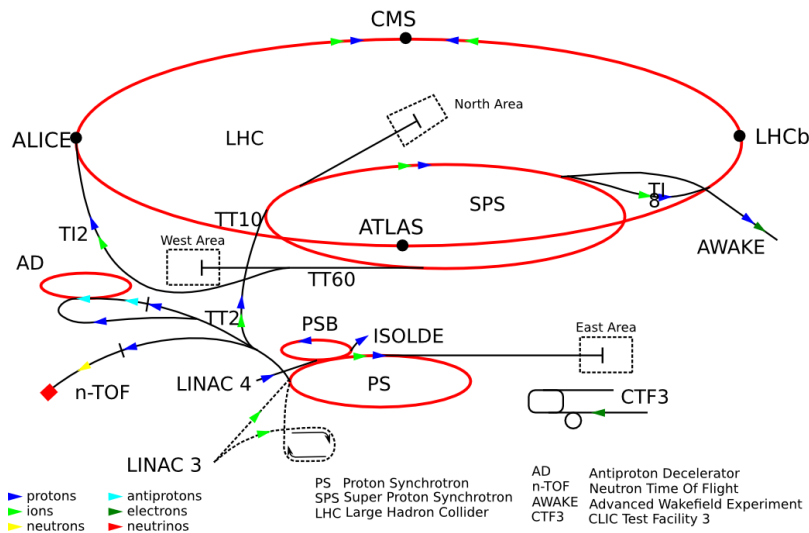 CMS
North Area
ALICE
LHC
LHCb
TI
8
SPS
TT10
ATLAS
TI2
West Area
AWAKE
AD
TT60
TT2
PSB
ISOLDE
East Area
LINAC 4
PS
n-TOF
CTF3
LINAC 3
PS Proton Synchrotron
SPS Super Proton Synchrotron
LHC Large Hadron Collider
AD Antiproton Decelerator
n-TOF Neutron Time Of Flight
AWAKE Advanced Wakefield Experiment
CTF3 CLIC Test Facility 3
protons
ions
neutrons
antiprotons
electrons
neutrinos